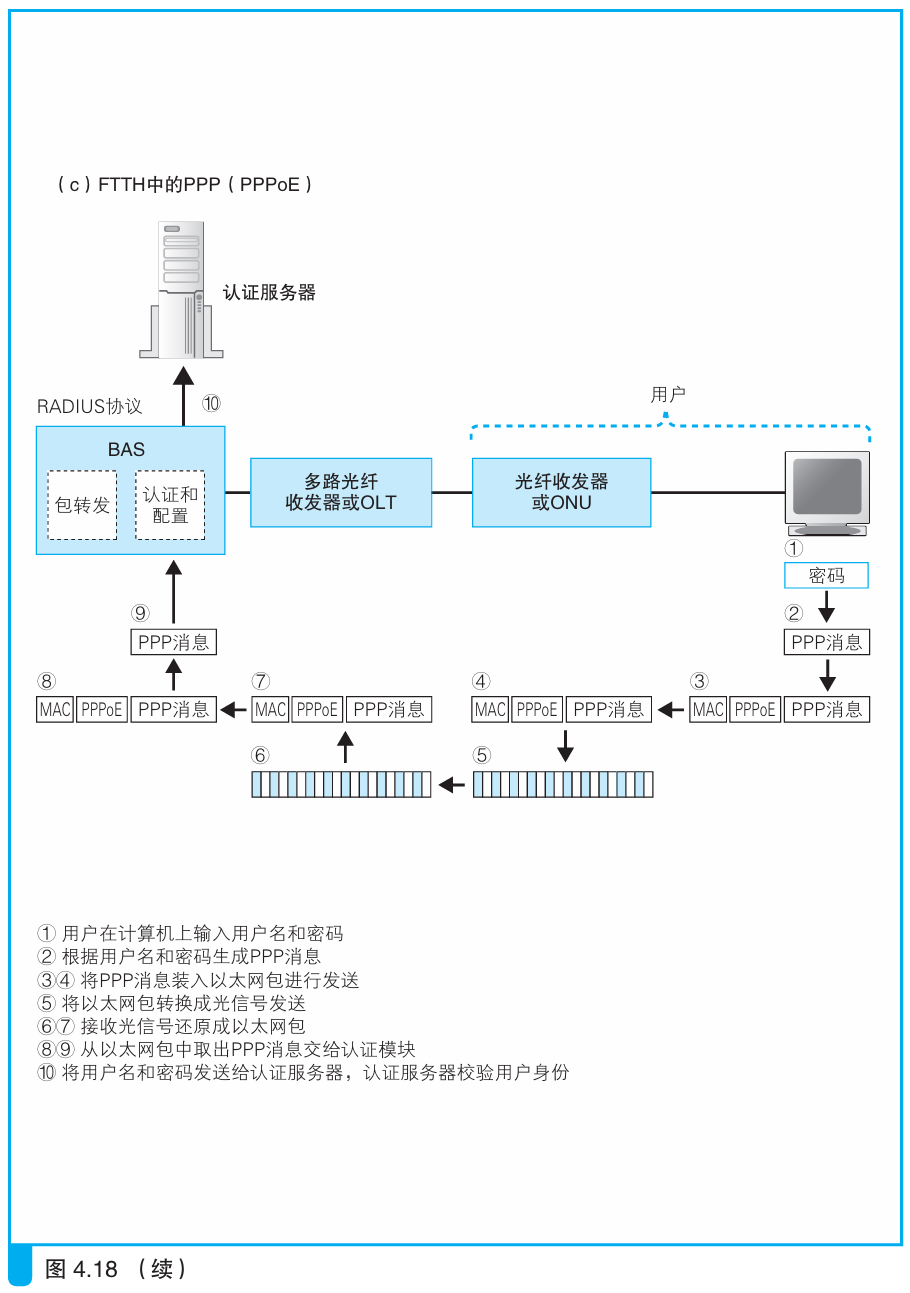 （c）FTTH中的PPP（PPPoE）
认证服务器
RADIUS协议
⑩
用户
BAS
包转发
认证和
配置
多路光纤
收发器或OLT
光纤收发器
或ONU
①
密码
⑨
②
PPP消息
PPP消息
⑧
⑦
④
③
MAC PPPoE PPP消息
MAC PPPoE PPP消息
MAC PPPoE PPP消息
MAC PPPoE PPP消息
⑥
⑤
① 用户在计算机上输入用户名和密码
② 根据用户名和密码生成PPP消息
③④ 将PPP消息装入以太网包进行发送
⑤ 将以太网包转换成光信号发送
⑥⑦ 接收光信号还原成以太网包
⑧⑨ 从以太网包中取出PPP消息交给认证模块
⑩ 将用户名和密码发送给认证服务器，认证服务器校验用户身份
图 4.18 （续）